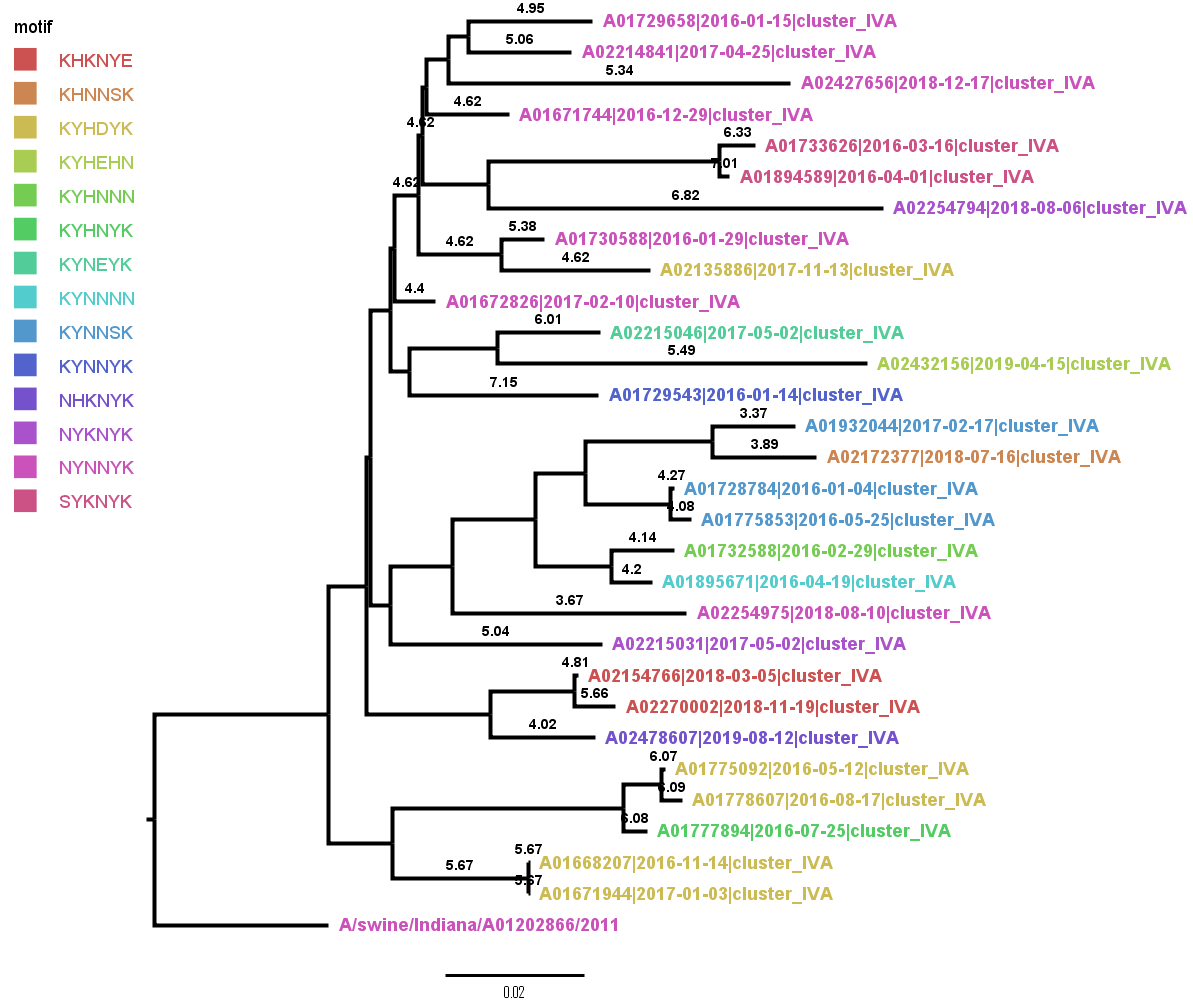 motif
KHKNYE
KHNNSK
KYHDYK
KYHEHN
KYHNNN
KYHNYK
KYNEYK
KYNNNN
KYNNSK
KYNNYK
NHKNYK
NYKNYK
NYNNYK
SYKNYK
4.95
A01729658|2016-01-15|cluster_IVA
5.06
A02214841|2017-04-25|cluster_IVA
5.34
A02427656|2018-12-17|cluster_IVA
4.62
A01671744|2016-12-29|cluster_IVA
4.62
6.33
A01733626|2016-03-16|cluster_IVA
7.01
A01894589|2016-04-01|cluster_IVA
4.62
6.82
A02254794|2018-08-06|cluster_IVA
5.38
A01730588|2016-01-29|cluster_IVA
4.62
4.62
A02135886|2017-11-13|cluster_IVA
4.4
A01672826|2017-02-10|cluster_IVA
6.01
A02215046|2017-05-02|cluster_IVA
5.49
A02432156|2019-04-15|cluster_IVA
7.15
A01729543|2016-01-14|cluster_IVA
3.37
A01932044|2017-02-17|cluster_IVA
3.89
A02172377|2018-07-16|cluster_IVA
4.27
A01728784|2016-01-04|cluster_IVA
4.08
A01775853|2016-05-25|cluster_IVA
4.14
A01732588|2016-02-29|cluster_IVA
4.2
A01895671|2016-04-19|cluster_IVA
3.67
A02254975|2018-08-10|cluster_IVA
5.04
A02215031|2017-05-02|cluster_IVA
4.81
A02154766|2018-03-05|cluster_IVA
5.66
A02270002|2018-11-19|cluster_IVA
4.02
A02478607|2019-08-12|cluster_IVA
6.07
A01775092|2016-05-12|cluster_IVA
6.09
A01778607|2016-08-17|cluster_IVA
6.08
A01777894|2016-07-25|cluster_IVA
5.67
A01668207|2016-11-14|cluster_IVA
5.67
5.67
A01671944|2017-01-03|cluster_IVA
A/swine/Indiana/A01202866/2011
0.02